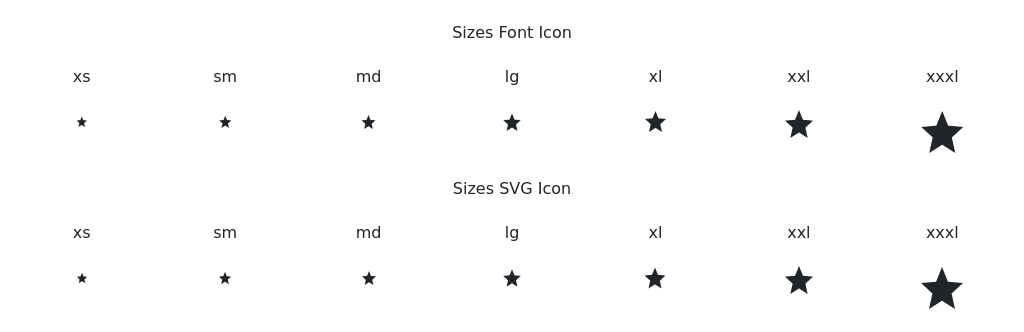 Sizes Font Icon
xs sm md lg xl xxl xxxl
Sizes SVG Icon
xs sm md lg xl xxl xxxl